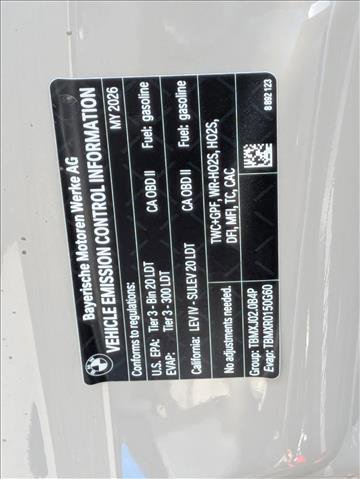 Bayerische Motoren Werke AG
VEHICLE EMISSION CONTROL INFORMATION
Conforms to regulations: MY 2026
U.S. EPA: Tier 3 - Bin 20 LDT CA OBD II Fuel: gasoline
EVAP: Tier 3 - 300 LDT
California: LEV IV - SULEV 20 LDT CA OBD II Fuel: gasoline
No adjustments needed. TWC+GPF, WR-HO2S, HO2S,
DFI, MFI, TC, CAC
Group: TBMXJ02.0B4P
Evap: TBMXR0150G60
8 892 123